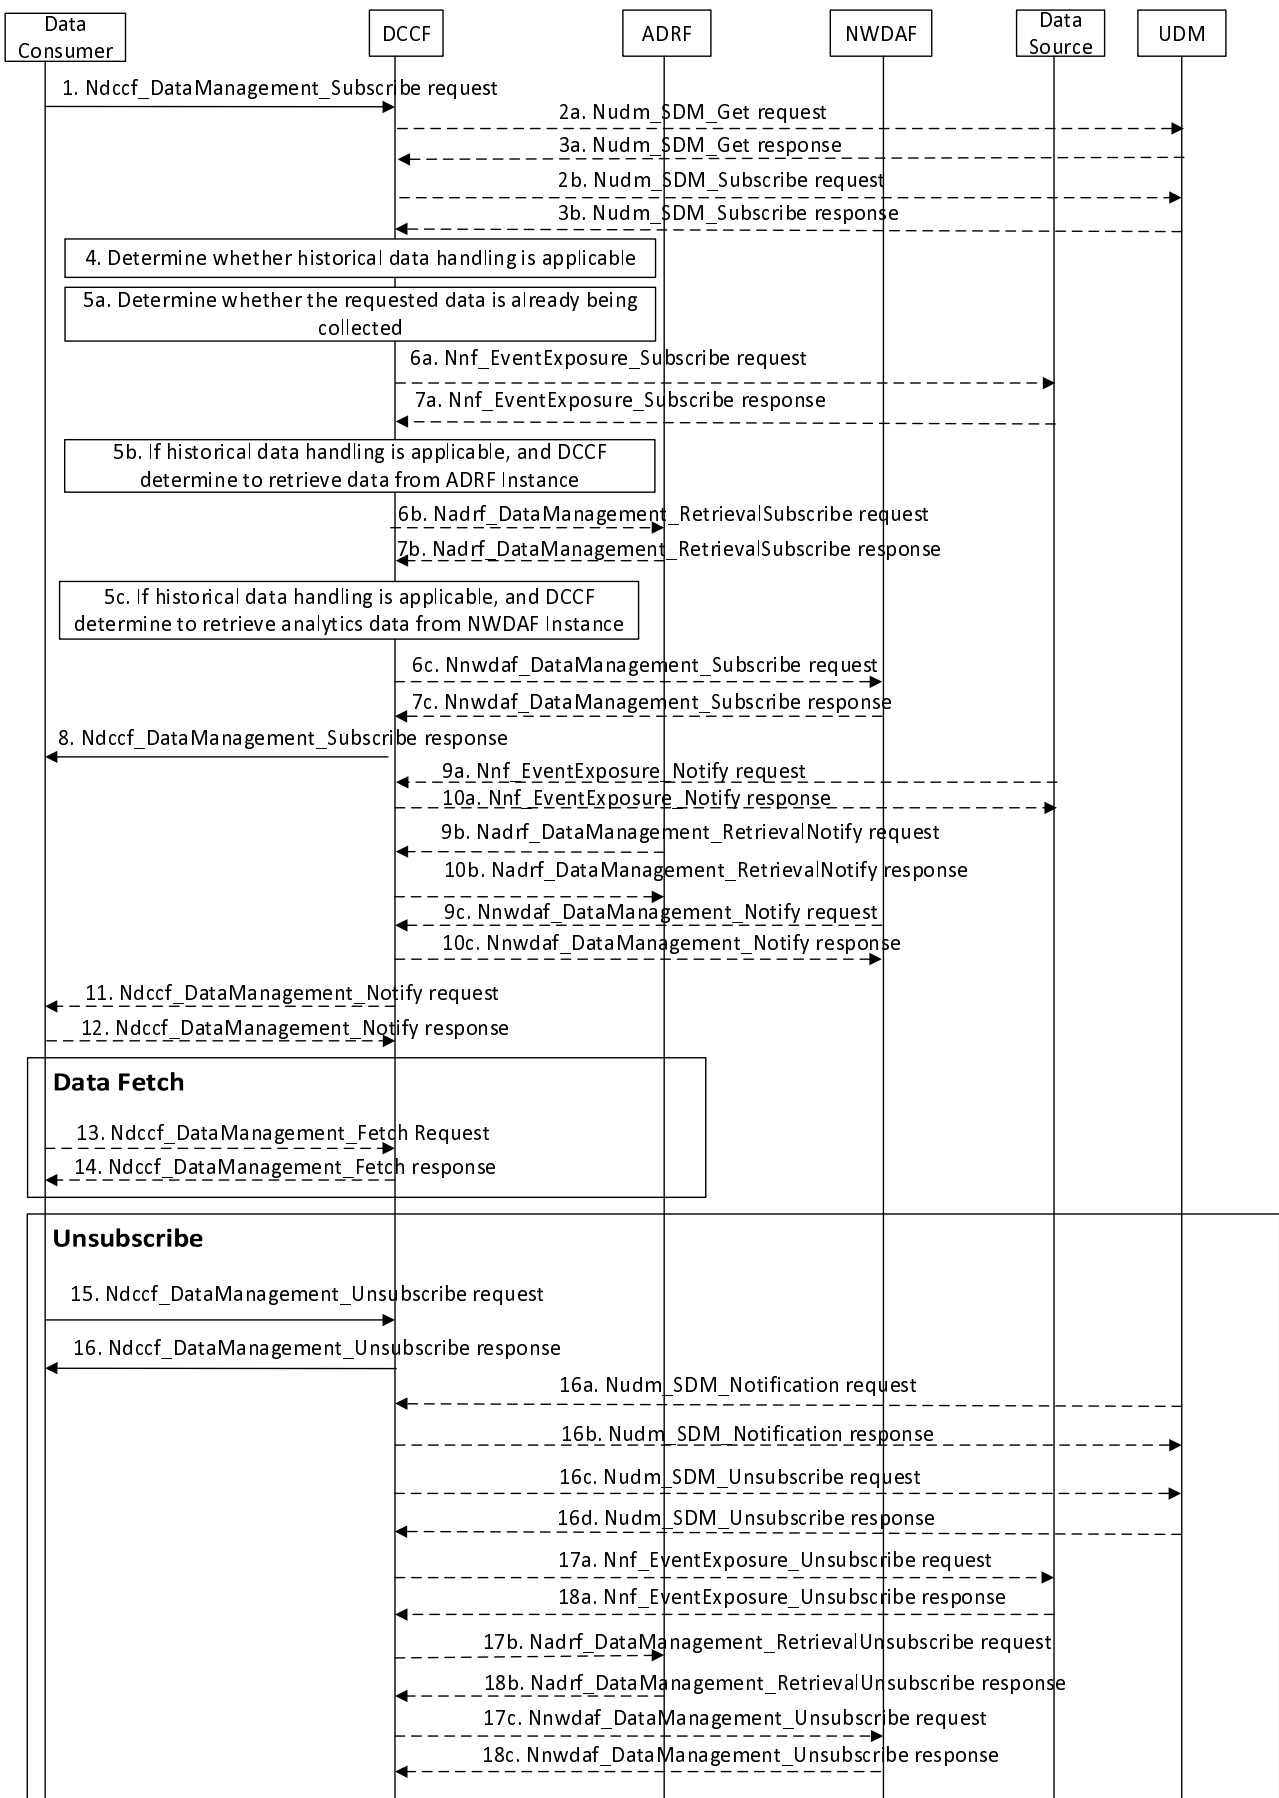 Data
Consumer
DCCF
ADRF
NWDAF
Data
Source
UDM
1. Ndccf_DataManagement_Subscribe request
2a. Nudm_SDM_Get request
3a. Nudm_SDM_Get response
2b. Nudm_SDM_Subscribe request
3b. Nudm_SDM_Subscribe response
4. Determine whether historical data handling is applicable
5a. Determine whether the requested data is already being
collected
6a. Nnf_EventExposure_Subscribe request
7a. Nnf_EventExposure_Subscribe response
5b. If historical data handling is applicable, and DCCF
determine to retrieve data from ADRF Instance
6b. Nadrf_DataManagement_RetrievalSubscribe request
7b. Nadrf_DataManagement_RetrievalSubscribe response
5c. If historical data handling is applicable, and DCCF
determine to retrieve analytics data from NWDAF Instance
6c. Nnwdaf_DataManagement_Subscribe request
7c. Nnwdaf_DataManagement_Subscribe response
8. Ndccf_DataManagement_Subscribe response
9a. Nnf_EventExposure_Notify request
10a. Nnf_EventExposure_Notify response
9b. Nadrf_DataManagement_RetrievalNotify request
10b. Nadrf_DataManagement_RetrievalNotify response
9c. Nnwdaf_DataManagement_Notify request
10c. Nnwdaf_DataManagement_Notify response
11. Ndccf_DataManagement_Notify request
12. Ndccf_DataManagement_Notify response
Data Fetch
13. Ndccf_DataManagement_Fetch Request
14. Ndccf_DataManagement_Fetch response
Unsubscribe
15. Ndccf_DataManagement_Unsubscribe request
16. Ndccf_DataManagement_Unsubscribe response
16a. Nudm_SDM_Notification request
16b. Nudm_SDM_Notification response
16c. Nudm_SDM_Unsubscribe request
16d. Nudm_SDM_Unsubscribe response
17a. Nnf_EventExposure_Unsubscribe request
18a. Nnf_EventExposure_Unsubscribe response
17b. Nadrf_DataManagement_RetrievalUnsubscribe request
18b. Nadrf_DataManagement_RetrievalUnsubscribe response
17c. Nnwdaf_DataManagement_Unsubscribe request
18c. Nnwdaf_DataManagement_Unsubscribe response